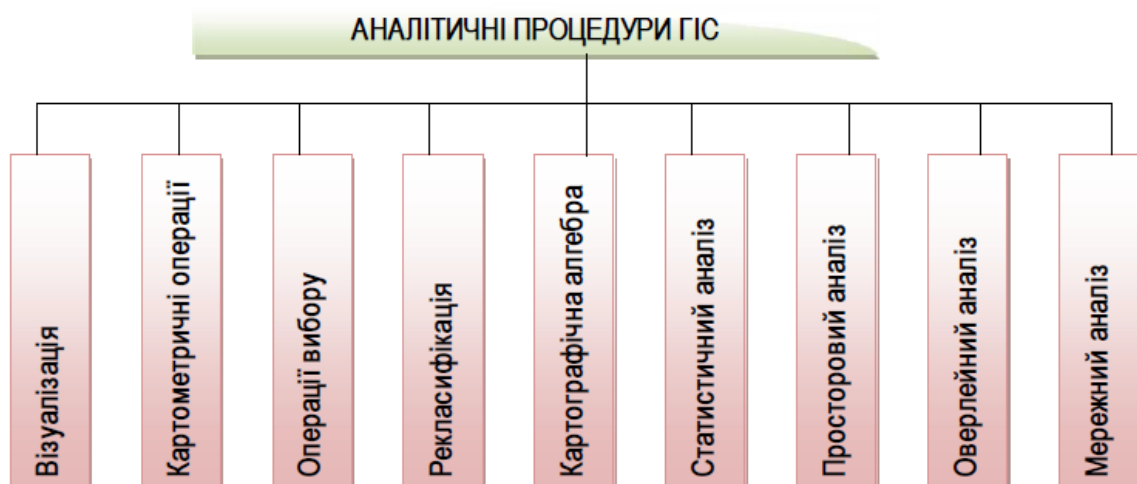 АНАЛІТИЧНІ ПРОЦЕДУРИ ГІС
Візуалізація
Картометричні операції
Операції вибору
Рекласифікація
Картографічна алгебра
Статистичний аналіз
Просторовий аналіз
Оверлейний аналіз
Мережний аналіз